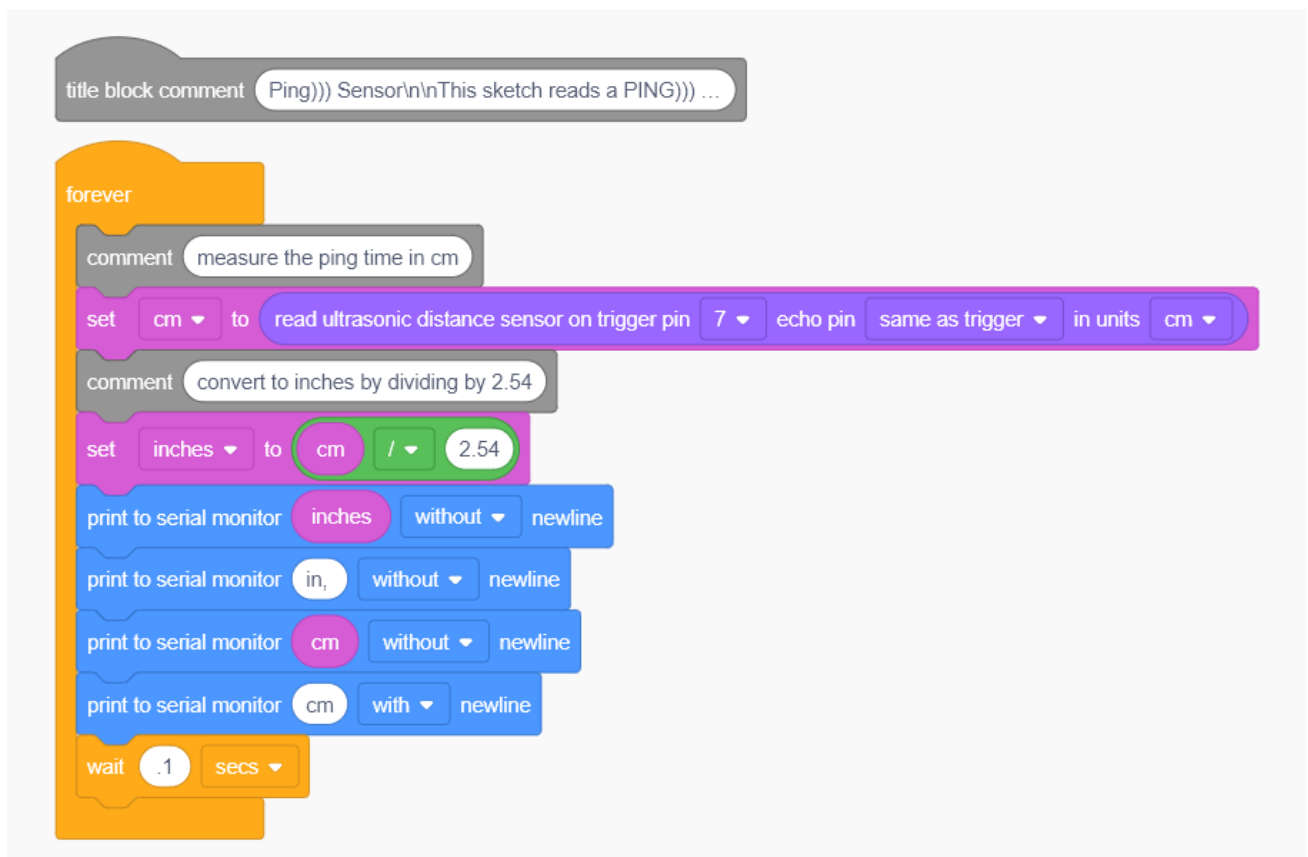 title block comment Ping))) Sensor\n\nThis sketch reads a PING))) ...
forever
comment measure the ping time in cm
set cm to read ultrasonic distance sensor on trigger pin 7 echo pin same as trigger in units cm
comment convert to inches by dividing by 2.54
set inches to cm / 2.54
print to serial monitor inches without newline
print to serial monitor in, without newline
print to serial monitor cm without newline
print to serial monitor cm with newline
wait .1 secs